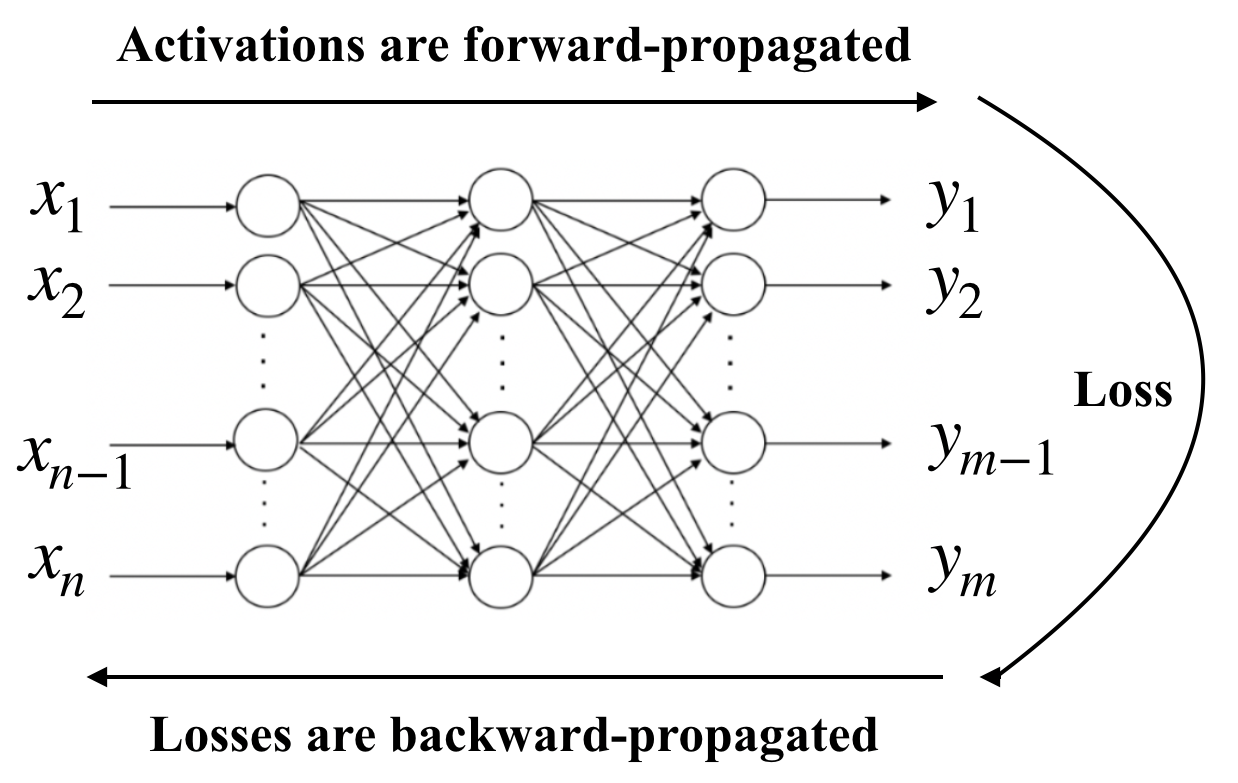 Activations are forward-propagated
x₁ y₁
x₂ y₂
Loss
xₙ₋₁ yₘ₋₁
xₙ yₘ
Losses are backward-propagated